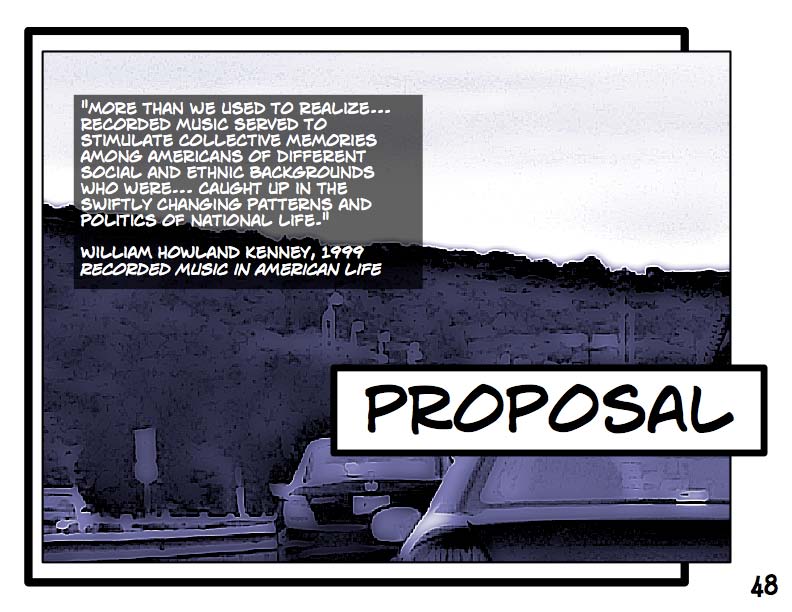 "MORE THAN WE USED TO REALIZE...
RECORDED MUSIC SERVED TO
STIMULATE COLLECTIVE MEMORIES
AMONG AMERICANS OF DIFFERENT
SOCIAL AND ETHNIC BACKGROUNDS
WHO WERE... CAUGHT UP IN THE
SWIFTLY CHANGING PATTERNS AND
POLITICS OF NATIONAL LIFE."
WILLIAM HOWLAND KENNEY, 1999
RECORDED MUSIC IN AMERICAN LIFE
PROPOSAL
48